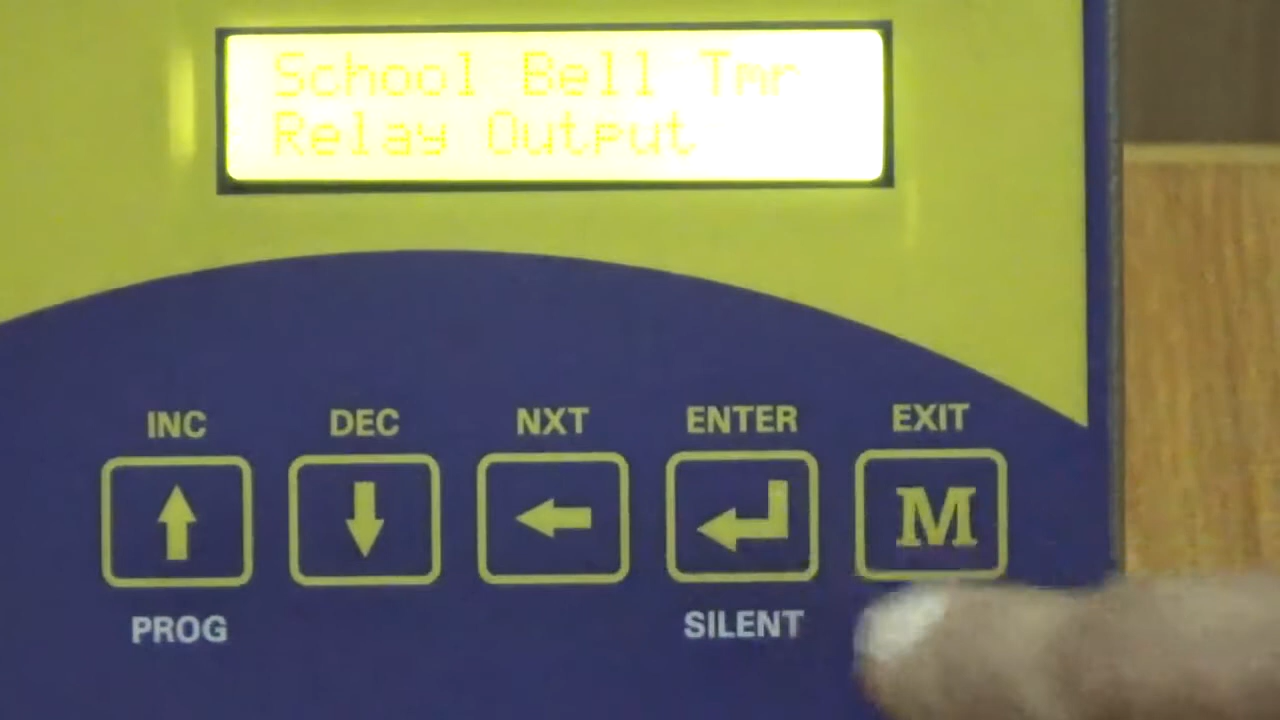 School Bell Tmr
Relay Output
INC DEC NXT ENTER EXIT
M
PROG SILENT